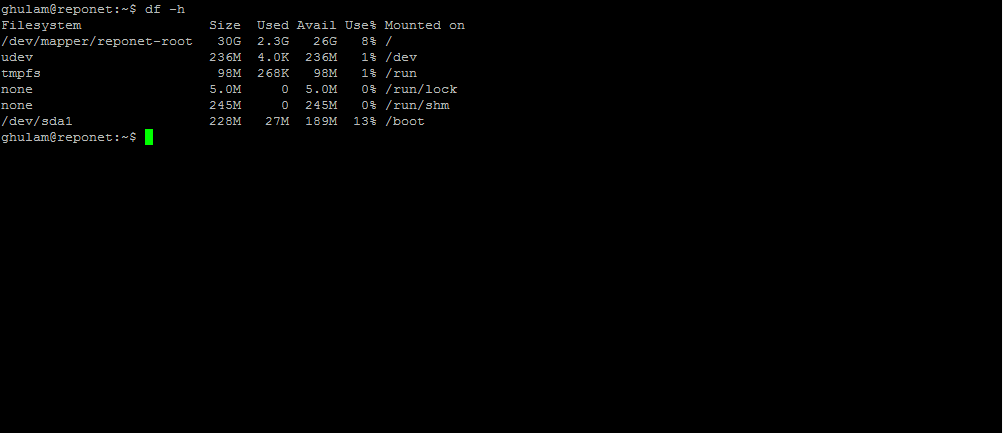 ghulam@reponet:~$ df -h
Filesystem                Size  Used Avail Use% Mounted on
/dev/mapper/reponet-root   30G  2.3G   26G   8% /
udev                      236M  4.0K  236M   1% /dev
tmpfs                      98M  268K   98M   1% /run
none                      5.0M     0  5.0M   0% /run/lock
none                      245M     0  245M   0% /run/shm
/dev/sda1                 228M   27M  189M  13% /boot
ghulam@reponet:~$